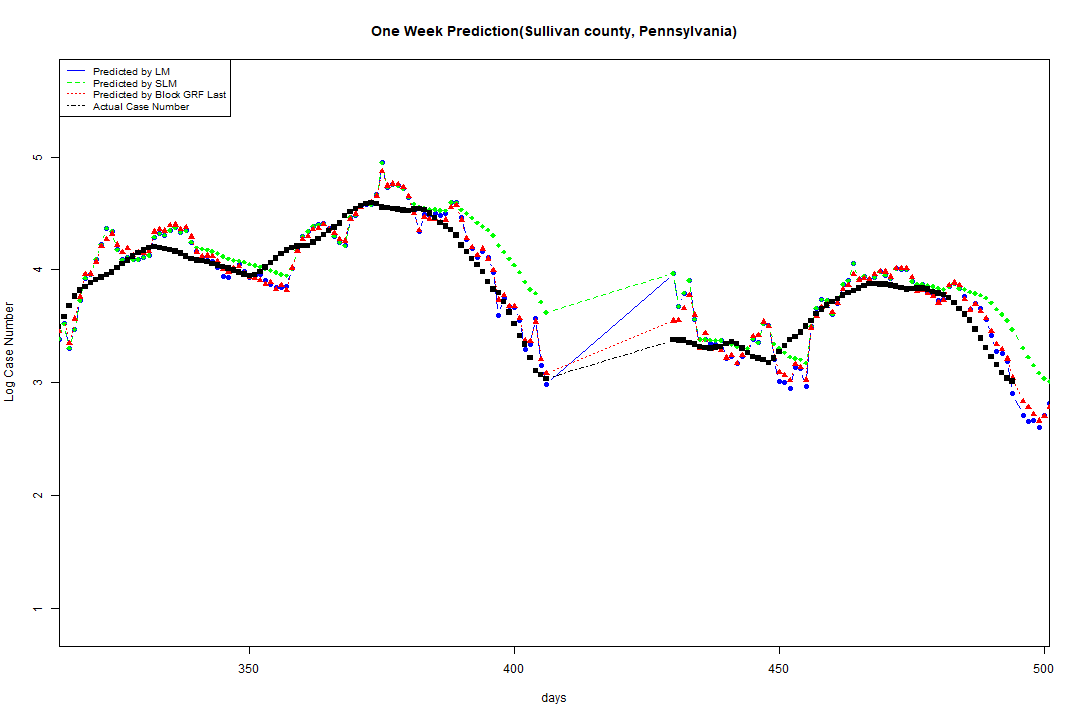 One Week Prediction(Sullivan county, Pennsylvania)
Predicted by LM
Predicted by SLM
Predicted by Block GRF Last
Actual Case Number
5
4
3
2
1
Log Case Number
350
400
450
500
days